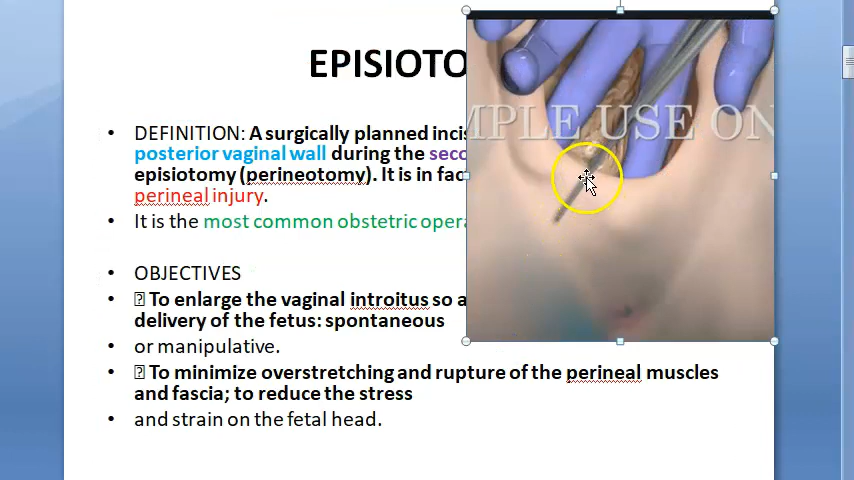 EPISIOTO
DEFINITION: A surgically planned incis
posterior vaginal wall during the seco
episiotomy (perineotomy). It is in fac
perineal injury.
It is the most common obstetric opera
OBJECTIVES
To enlarge the vaginal introitus so a
delivery of the fetus: spontaneous
or manipulative.
To minimize overstretching and rupture of the perineal muscles
and fascia; to reduce the stress
and strain on the fetal head.
MPLE USE ON